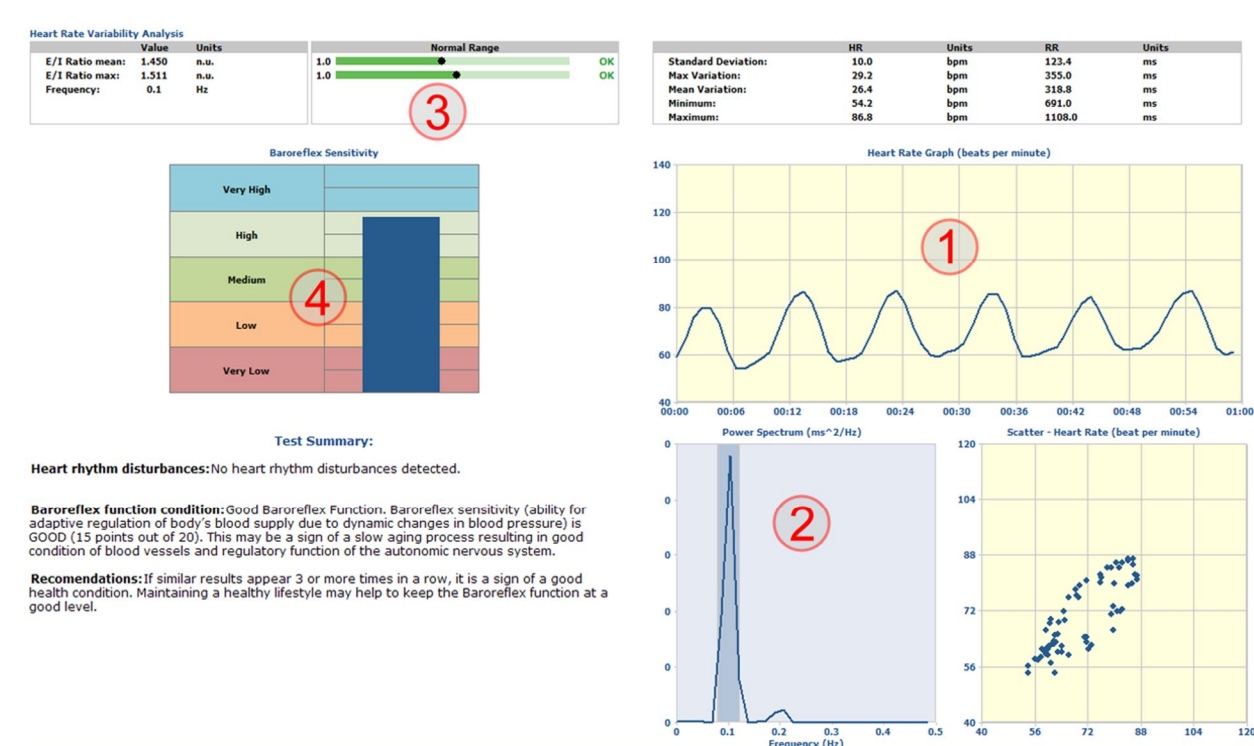 Heart Rate Variability Analysis
Value Units
E/I Ratio mean: 1.450 n.u.
E/I Ratio max: 1.511 n.u.
Frequency: 0.1 Hz
Normal Range
1.0 OK
1.0 OK
3
HR Units RR Units
Standard Deviation: 10.0 bpm 123.4 ms
Max Variation: 29.2 bpm 355.0 ms
Mean Variation: 26.4 bpm 318.8 ms
Minimum: 54.2 bpm 691.0 ms
Maximum: 86.8 bpm 1108.0 ms
Baroreflex Sensitivity
Very High
High
Medium
Low
Very Low
4
Heart Rate Graph (beats per minute)
140
120
100
80
60
40
1
00:00 00:06 00:12 00:18 00:24 00:30 00:36 00:42 00:48 00:54 01:00
Test Summary:
Heart rhythm disturbances: No heart rhythm disturbances detected.
Baroreflex function condition: Good Baroreflex Function. Baroreflex sensitivity (ability for
adaptive regulation of body's blood supply due to dynamic changes in blood pressure) is
GOOD (15 points out of 20). This may be a sign of a slow aging process resulting in good
condition of blood vessels and regulatory function of the autonomic nervous system.
Recomendations: If similar results appear 3 or more times in a row, it is a sign of a good
health condition. Maintaining a healthy lifestyle may help to keep the Baroreflex function at a
good level.
Power Spectrum (ms^2/Hz)
0
0
0
0
0
0
2
0 0.1 0.2 0.3 0.4 0.5
Frequency (Hz)
Scatter - Heart Rate (beat per minute)
120
104
88
72
56
40
40 56 72 88 104 120